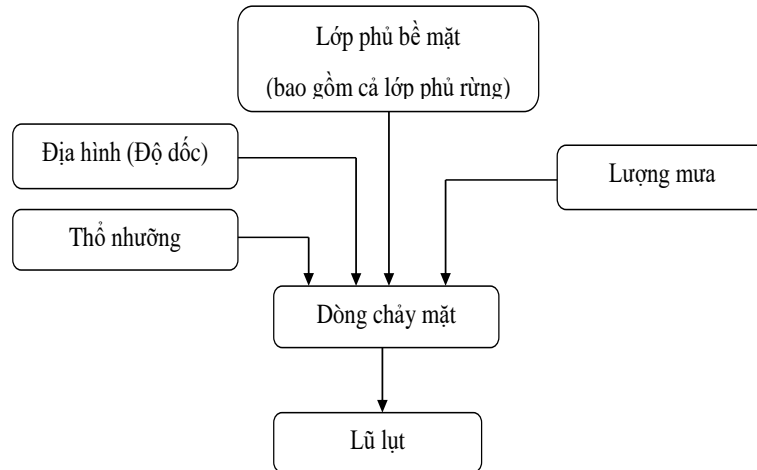 Lớp phủ bề mặt
(bao gồm cả lớp phủ rừng)
Địa hình (Độ dốc)
Lượng mưa
Thổ nhưỡng
Dòng chảy mặt
Lũ lụt